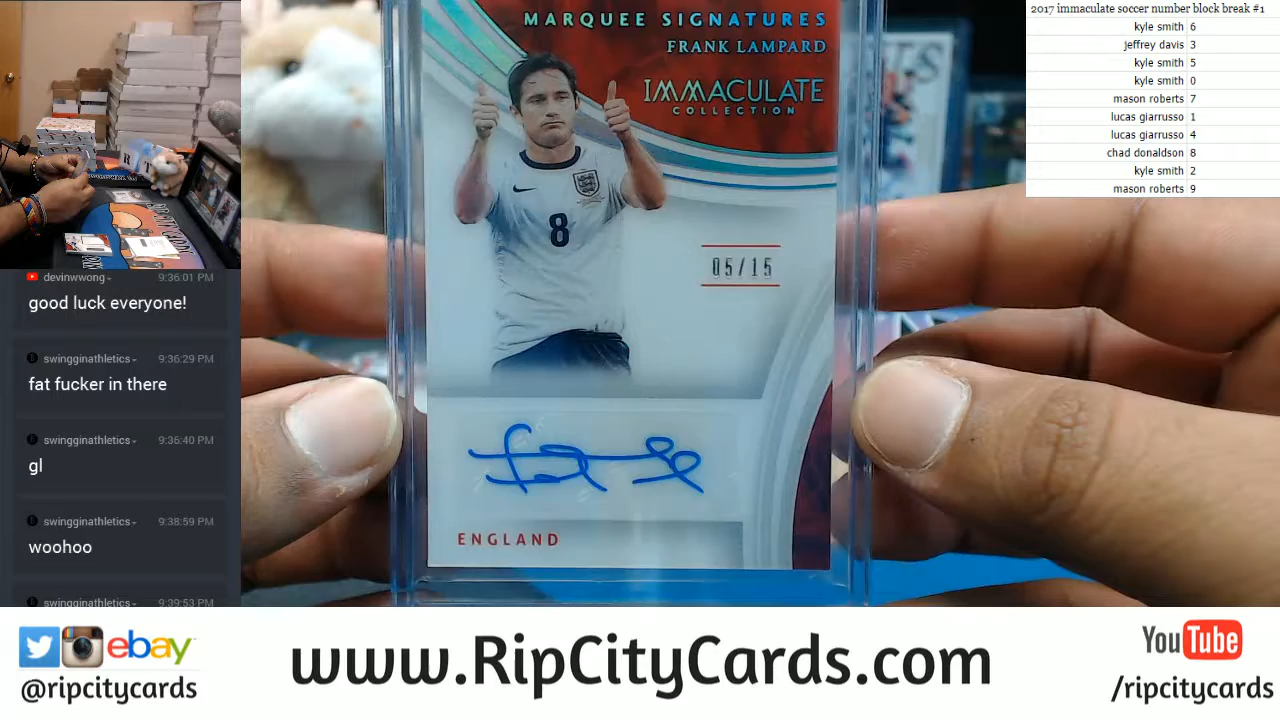 MARQUEE SIGNATURES
FRANK LAMPARD
IMMACULATE
COLLECTION
8
05/15
ENGLAND
2017 immaculate soccer number block break #1
kyle smith 6
jeffrey davis 3
kyle smith 5
kyle smith 0
mason roberts 7
lucas giarrusso 1
lucas giarrusso 4
chad donaldson 8
kyle smith 2
mason roberts 9
devinwwong 9:36:01 PM
good luck everyone!
swingginathletics 9:36:29 PM
fat fucker in there
swingginathletics 9:36:40 PM
gl
swingginathletics 9:38:59 PM
woohoo
swingginathletics 9:39:53 PM
ebay
@ripcitycards
www.RipCityCards.com
YouTube
/ripcitycards